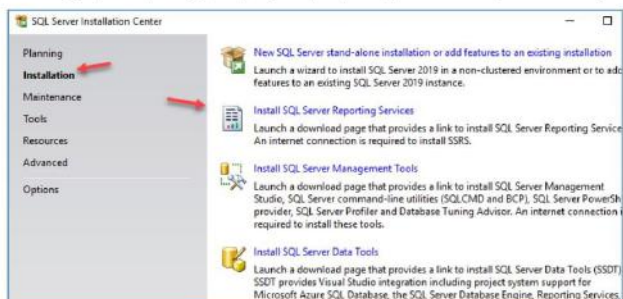 SQL Server Installation Center
Planning
Installation
Maintenance
Tools
Resources
Advanced
Options
New SQL Server stand-alone installation or add features to an existing installation
Launch a wizard to install SQL Server 2019 in a non-clustered environment or to add
features to an existing SQL Server 2019 instance.
Install SQL Server Reporting Services
Launch a download page that provides a link to install SQL Server Reporting Service
An internet connection is required to install SSRS.
Install SQL Server Management Tools
Launch a download page that provides a link to install SQL Server Management
Studio, SQL Server command-line utilities (SQLCMD and BCP), SQL Server PowerSh
provider, SQL Server Profiler and Database Tuning Advisor. An internet connection i
required to install these tools.
Install SQL Server Data Tools
Launch a download page that provides a link to install SQL Server Data Tools (SSDT)
SSDT provides Visual Studio integration including project system support for
Microsoft Azure SQL Database, the SQL Server Database Engine, Reporting Services,